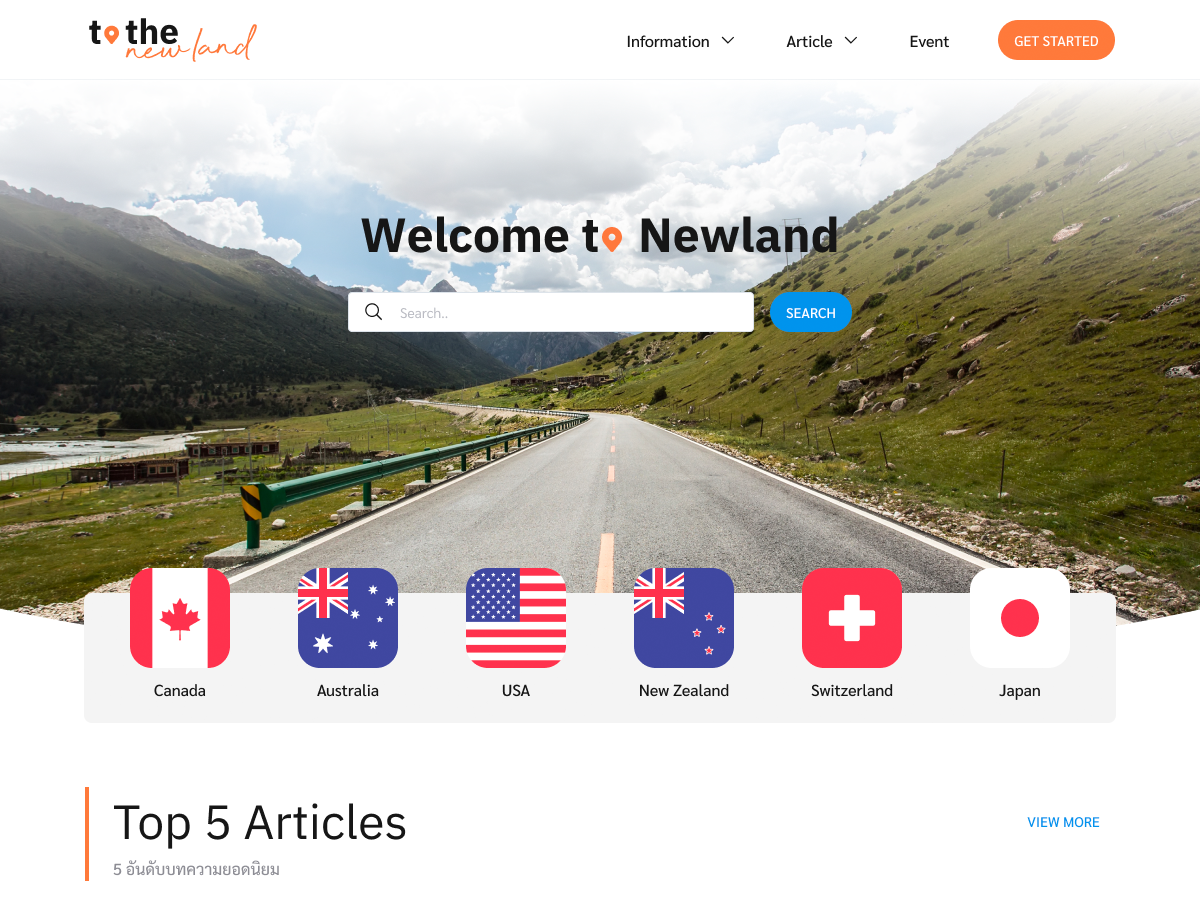 to the
new land
Information
Article
Event
GET STARTED
Welcome to Newland
Search..
SEARCH
Canada
Australia
USA
New Zealand
Switzerland
Japan
Top 5 Articles
VIEW MORE
5 อันดับบทความยอดนิยม